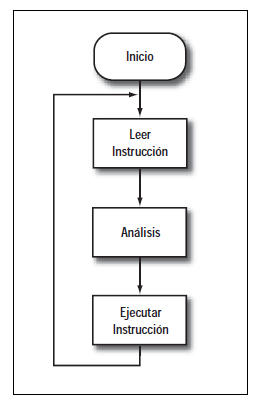 Inicio
Leer
Instrucción
Análisis
Ejecutar
Instrucción